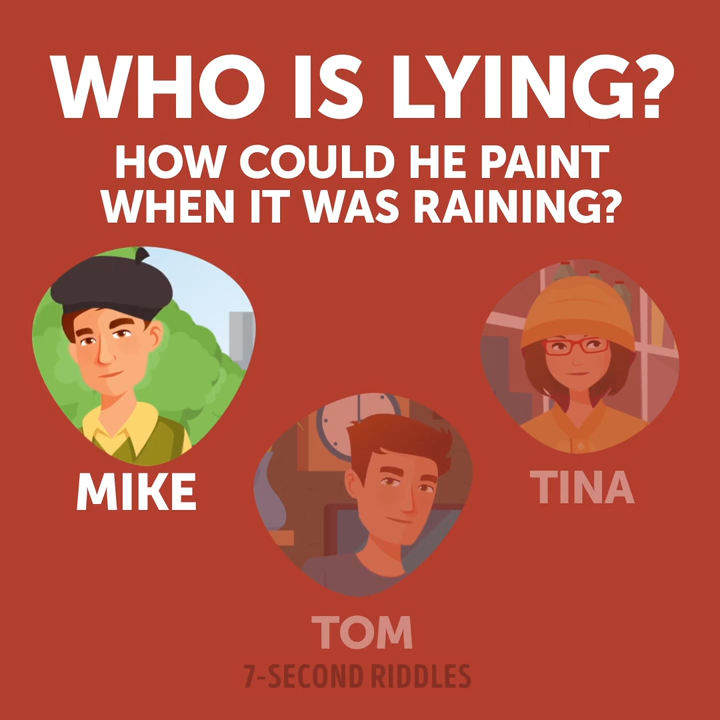 WHO IS LYING?
HOW COULD HE PAINT
WHEN IT WAS RAINING?
MIKE
TINA
TOM
7-SECOND RIDDLES